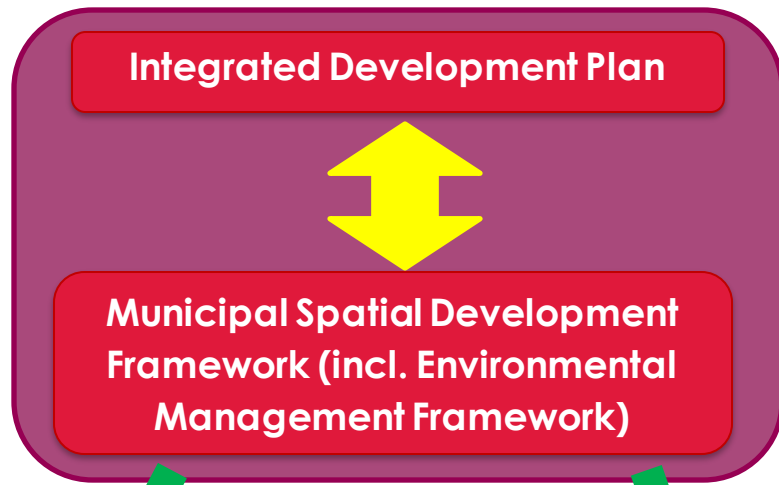 Integrated Development Plan
Municipal Spatial Development
Framework (incl. Environmental
Management Framework)